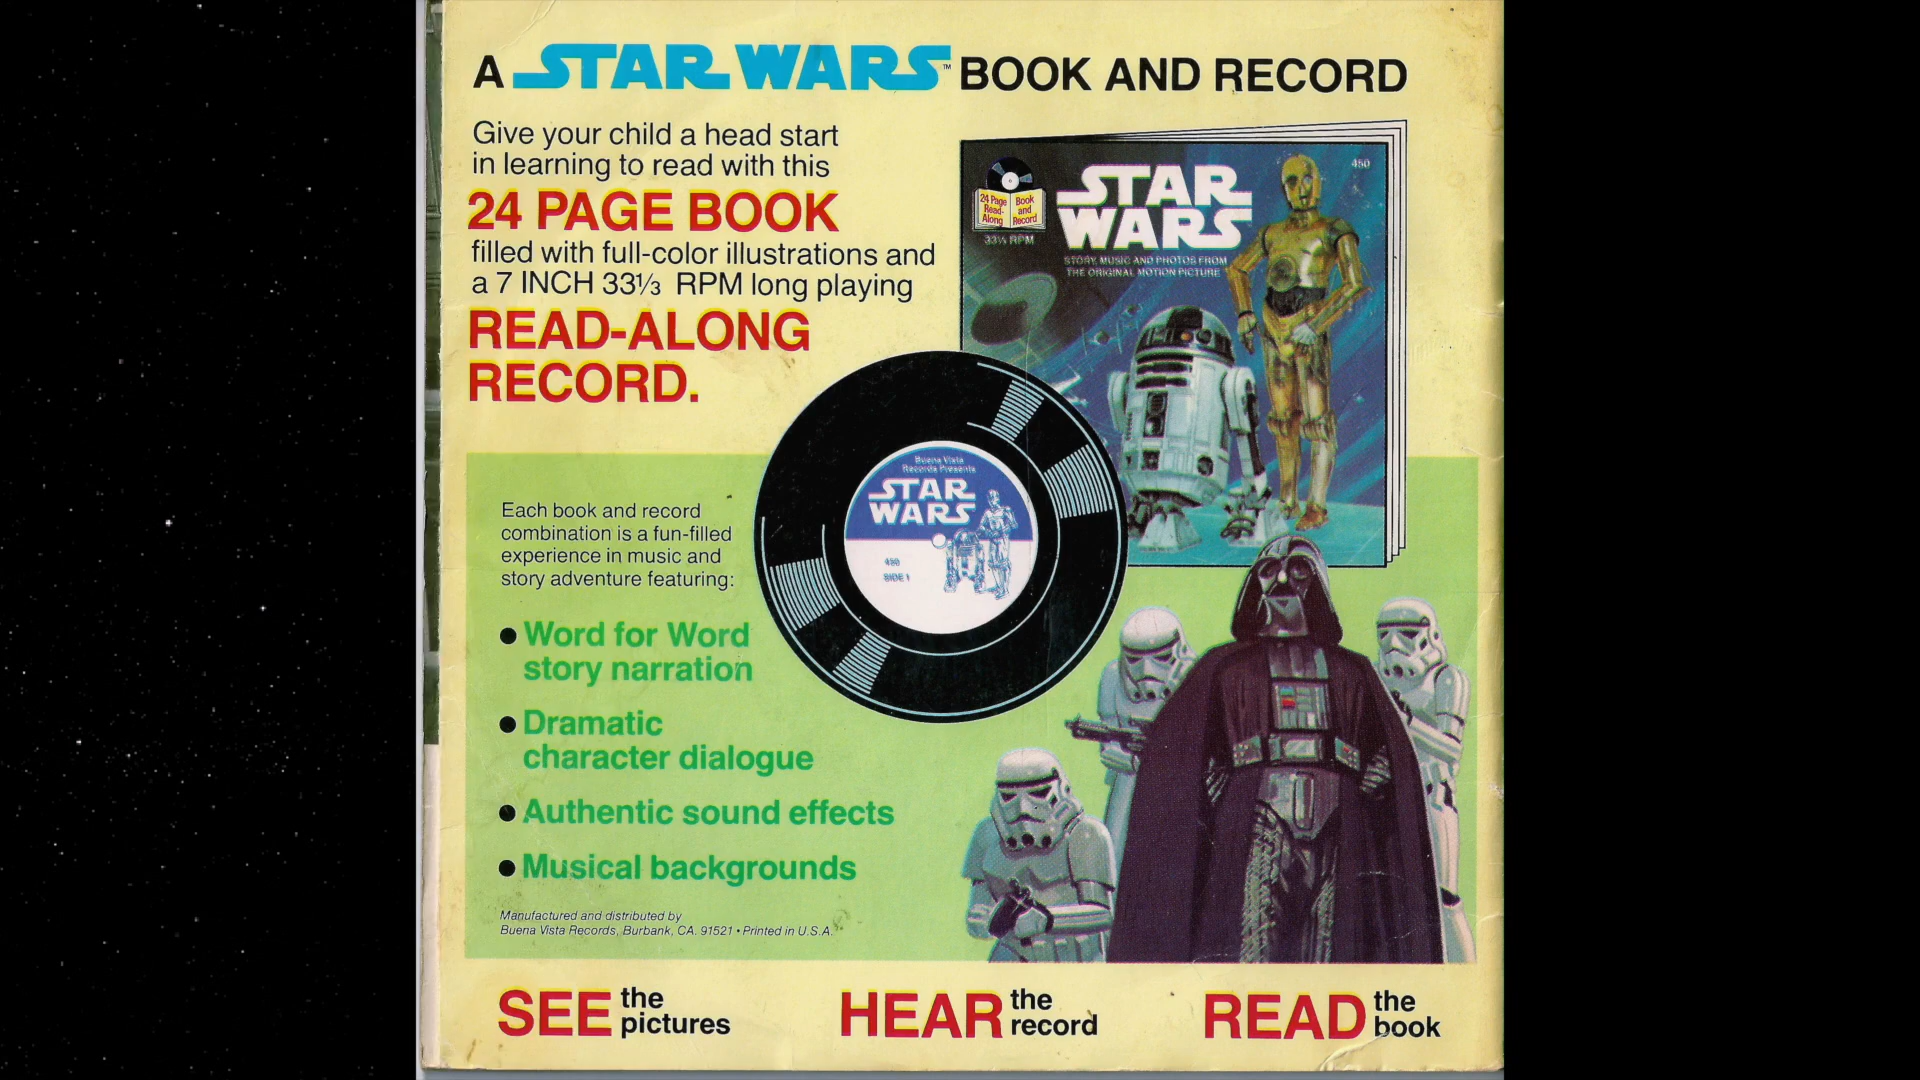 A STAR WARS™ BOOK AND RECORD
Give your child a head start
in learning to read with this
24 PAGE BOOK
filled with full-color illustrations and
a 7 INCH 33⅓ RPM long playing
READ-ALONG
RECORD.
450
24 Page
Read-
Along
Book
and
Record
33⅓ RPM
STAR
WARS
STORY, MUSIC AND PHOTOS FROM
THE ORIGINAL MOTION PICTURE
Buena Vista
Records Presents
STAR
WARS
450
SIDE 1
Each book and record
combination is a fun-filled
experience in music and
story adventure featuring:
● Word for Word
story narration
● Dramatic
character dialogue
● Authentic sound effects
● Musical backgrounds
Manufactured and distributed by
Buena Vista Records, Burbank, CA. 91521 • Printed in U.S.A.
SEE the pictures
HEAR the record
READ the book